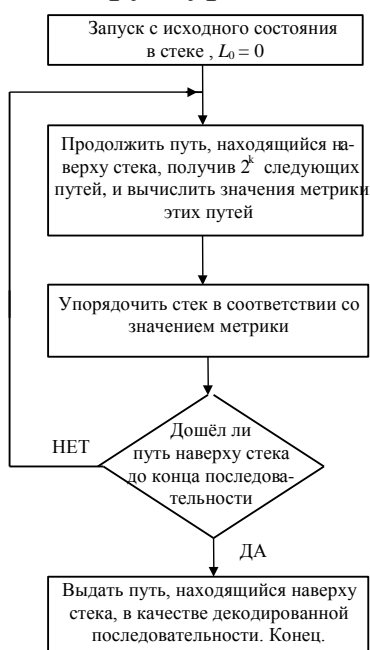 Запуск с исходного состояния
в стеке , L₀ = 0
Продолжить путь, находящийся на-
верху стека, получив 2ᵏ следующих
путей, и вычислить значения метрики
этих путей
Упорядочить стек в соответствии со
значением метрики
Дошёл ли
путь наверху стека
до конца последова-
тельности
НЕТ
ДА
Выдать путь, находящийся наверху
стека, в качестве декодированной
последовательности. Конец.